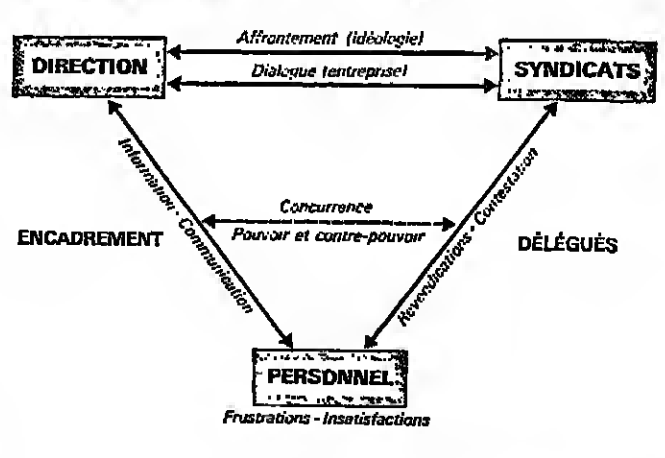 Affrontement (idéologie)
DIRECTION
SYNDICATS
Dialogue (entreprise)
Information - Communication
Revendications - Contestation
Concurrence
Pouvoir et contre-pouvoir
ENCADREMENT
DÉLÉGUÉS
PERSONNEL
Frustrations - Insatisfactions